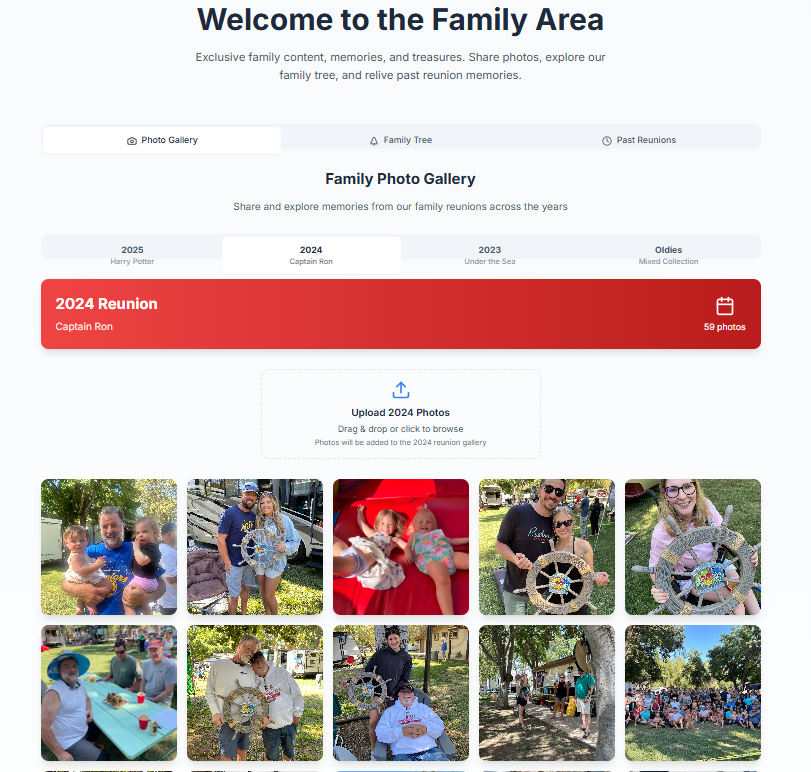 Welcome to the Family Area
Exclusive family content, memories, and treasures. Share photos, explore our
family tree, and relive past reunion memories.
Photo Gallery
Family Tree
Past Reunions
Family Photo Gallery
Share and explore memories from our family reunions across the years
2025
Harry Potter
2024
Captain Ron
2023
Under the Sea
Oldies
Mixed Collection
2024 Reunion
Captain Ron
59 photos
Upload 2024 Photos
Drag & drop or click to browse
Photos will be added to the 2024 reunion gallery